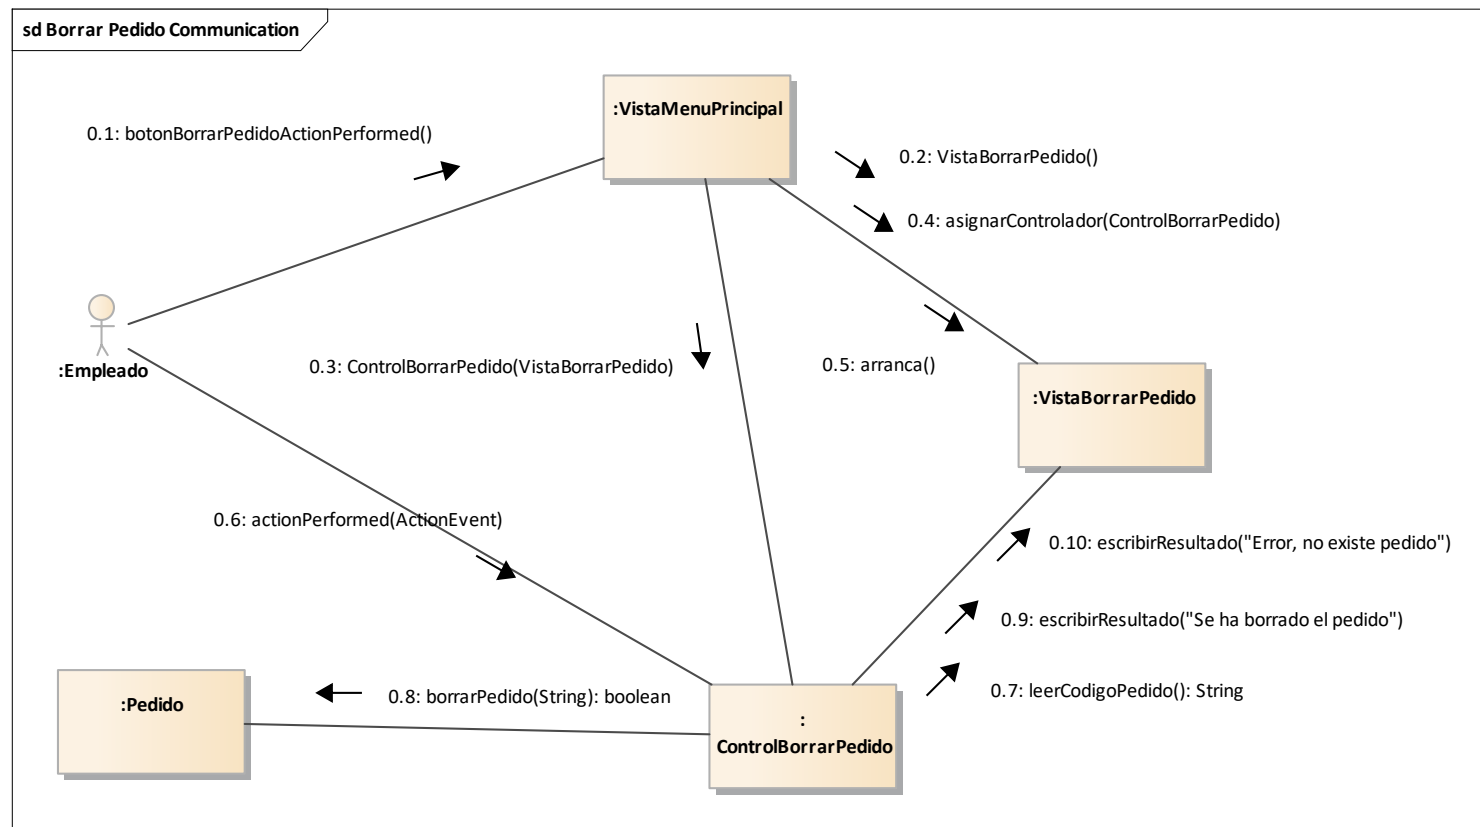 sd Borrar Pedido Communication
:VistaMenuPrincipal
0.1: botonBorrarPedidoActionPerformed()
0.2: VistaBorrarPedido()
0.4: asignarControlador(ControlBorrarPedido)
:Empleado
0.3: ControlBorrarPedido(VistaBorrarPedido)
0.5: arranca()
:VistaBorrarPedido
0.6: actionPerformed(ActionEvent)
0.10: escribirResultado("Error, no existe pedido")
0.9: escribirResultado("Se ha borrado el pedido")
:Pedido
0.8: borrarPedido(String): boolean
:
ControlBorrarPedido
0.7: leerCodigoPedido(): String